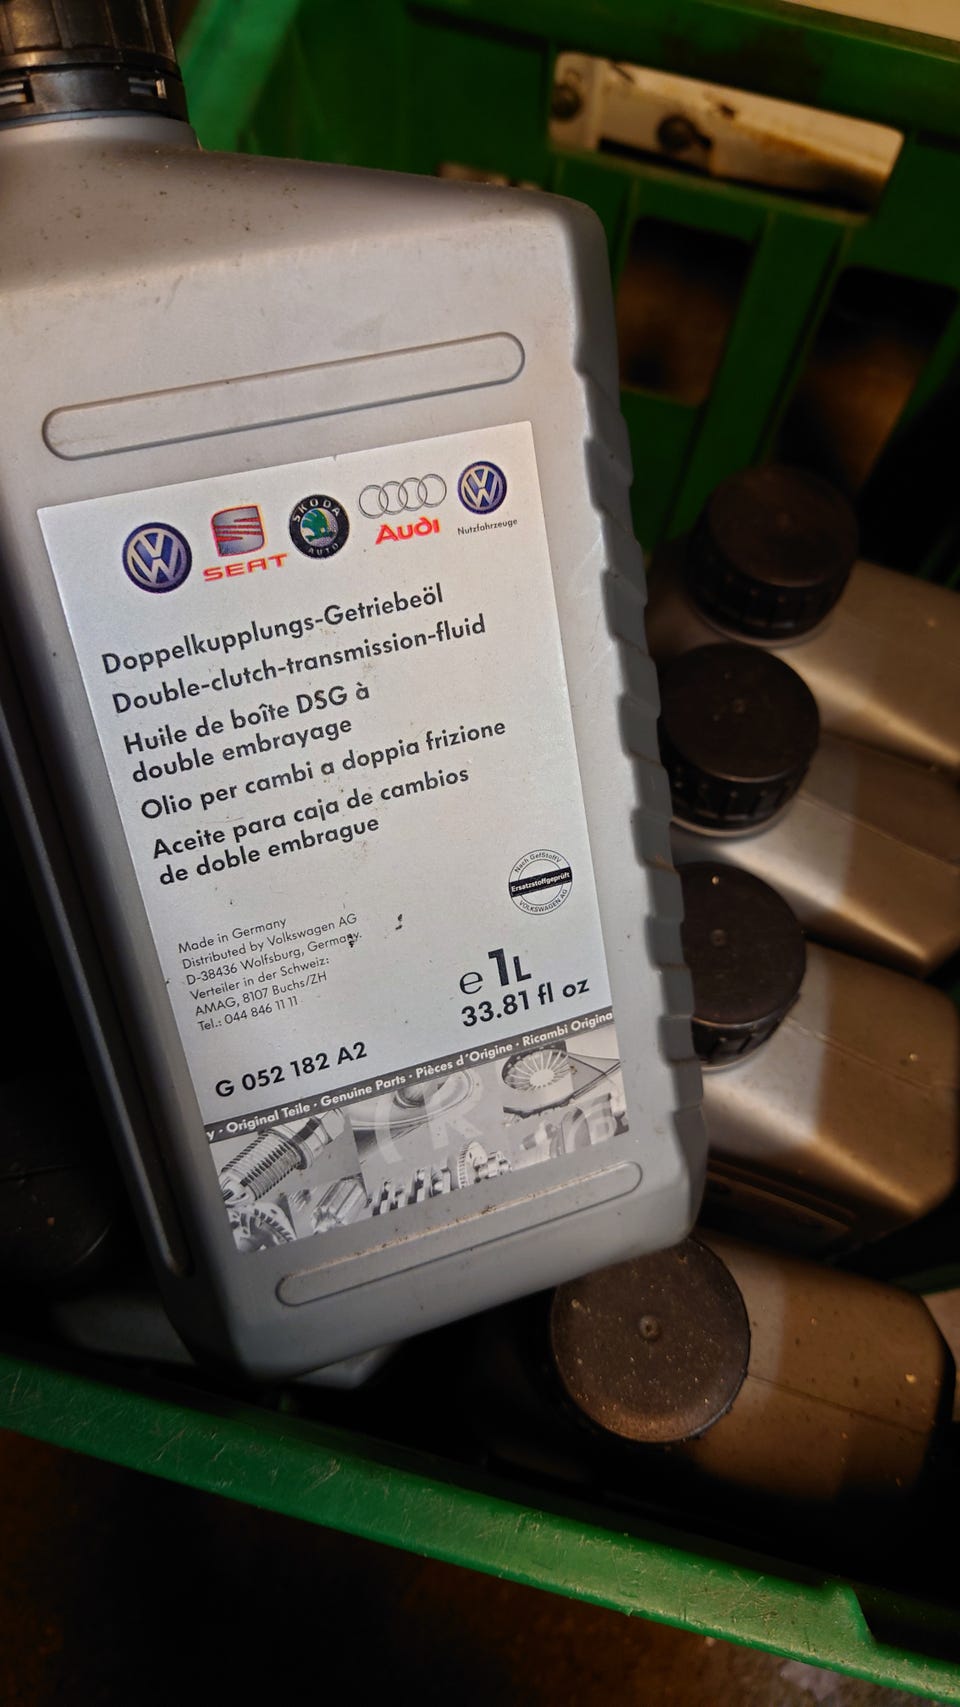 SEAT
SKODA
AUTO
Audi
Nutzfahrzeuge
Doppelkupplungs-Getriebeöl
Double-clutch-transmission-fluid
Huile de boîte DSG à
double embrayage
Olio per cambi a doppia frizione
Aceite para caja de cambios
de doble embrague
Nach GefStoffV
Ersatzstoffgeprüft
VOLKSWAGEN AG
Made in Germany
Distributed by Volkswagen AG
D-38436 Wolfsburg, Germany.
Verteiler in der Schweiz:
AMAG, 8107 Buchs/ZH
Tel.: 044 846 11 11
e 1L
33.81 fl oz
G 052 182 A2
y · Original Teile · Genuine Parts · Pièces d'Origine · Ricambi Origina